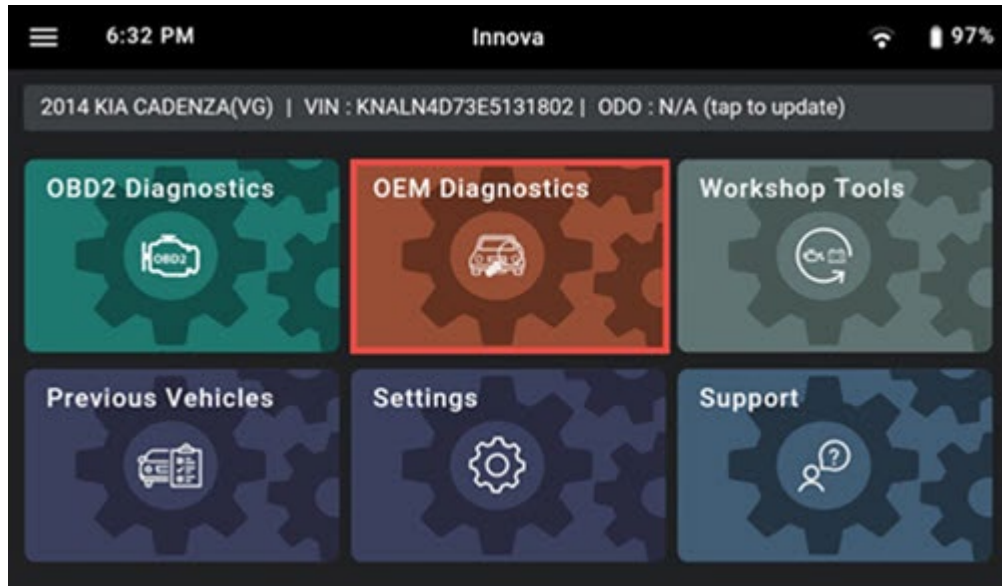 6:32 PM Innova 97%
2014 KIA CADENZA(VG) | VIN : KNALN4D73E5131802 | ODO : N/A (tap to update)
OBD2 Diagnostics OEM Diagnostics Workshop Tools
OBD2
Previous Vehicles Settings Support
?